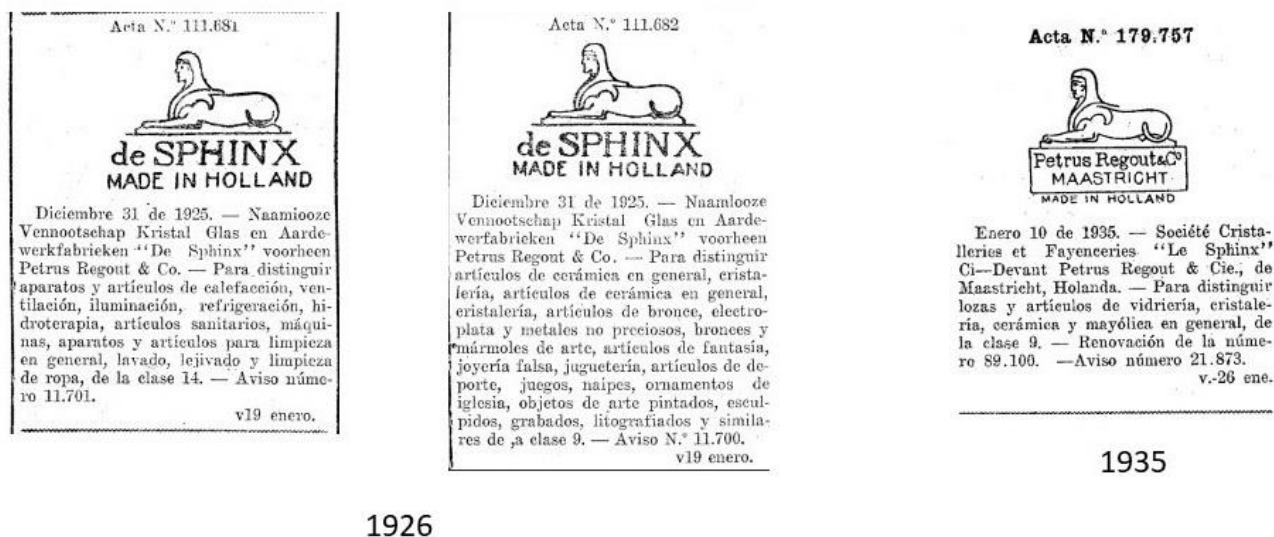 Acta N.º 111.681
de SPHINX
MADE IN HOLLAND
Diciembre 31 de 1925. — Naamiooze
Vennootschap Kristal Glas en Aarde-
werkfabrieken "De Sphinx" voorheen
Petrus Regout & Co. — Para distinguir
aparatos y artículos de calefacción, ven-
tilación, iluminación, refrigeración, hi-
droterapia, artículos sanitarios, máqui-
nas, aparatos y artículos para limpieza
en general, lavado, lejivado y limpieza
de ropa, de la clase 14. — Aviso núme-
ro 11.701.
v19 enero.
Acta N.º 111.682
de SPHINX
MADE IN HOLLAND
Diciembre 31 de 1925. — Naamlooze
Vennootschap Kristal Glas en Aarde-
werfabrieken "De Sphinx" voorheen
Petrus Regout & Co. — Para distinguir
artículos de cerámica en general, crista-
lería, artículos de cerámica en general,
cristalería, artículos de bronce, electro-
plata y metales no preciosos, bronces y
mármoles de arte, artículos de fantasía,
joyería falsa, juguetería, artículos de de-
porte, juegos, naipes, ornamentos de
iglesia, objetos de arte pintados, escul-
pidos, grabados, litografiados y simila-
res de ,a clase 9. — Aviso N.º 11.700.
v19 enero.
1926
Acta N.º 179.757
Petrus Regout & Cº
MAASTRICHT
MADE IN HOLLAND
Enero 10 de 1935. — Société Crista-
lleries et Fayenceries "Le Sphinx"
Ci—Devant Petrus Regout & Cie., de
Maastricht, Holanda. — Para distinguir
lozas y artículos de vidriería, cristale-
ría, cerámica y mayólica en general, de
la clase 9. — Renovación de la núme-
ro 89.100. —Aviso número 21.873.
v.-26 ene.
1935